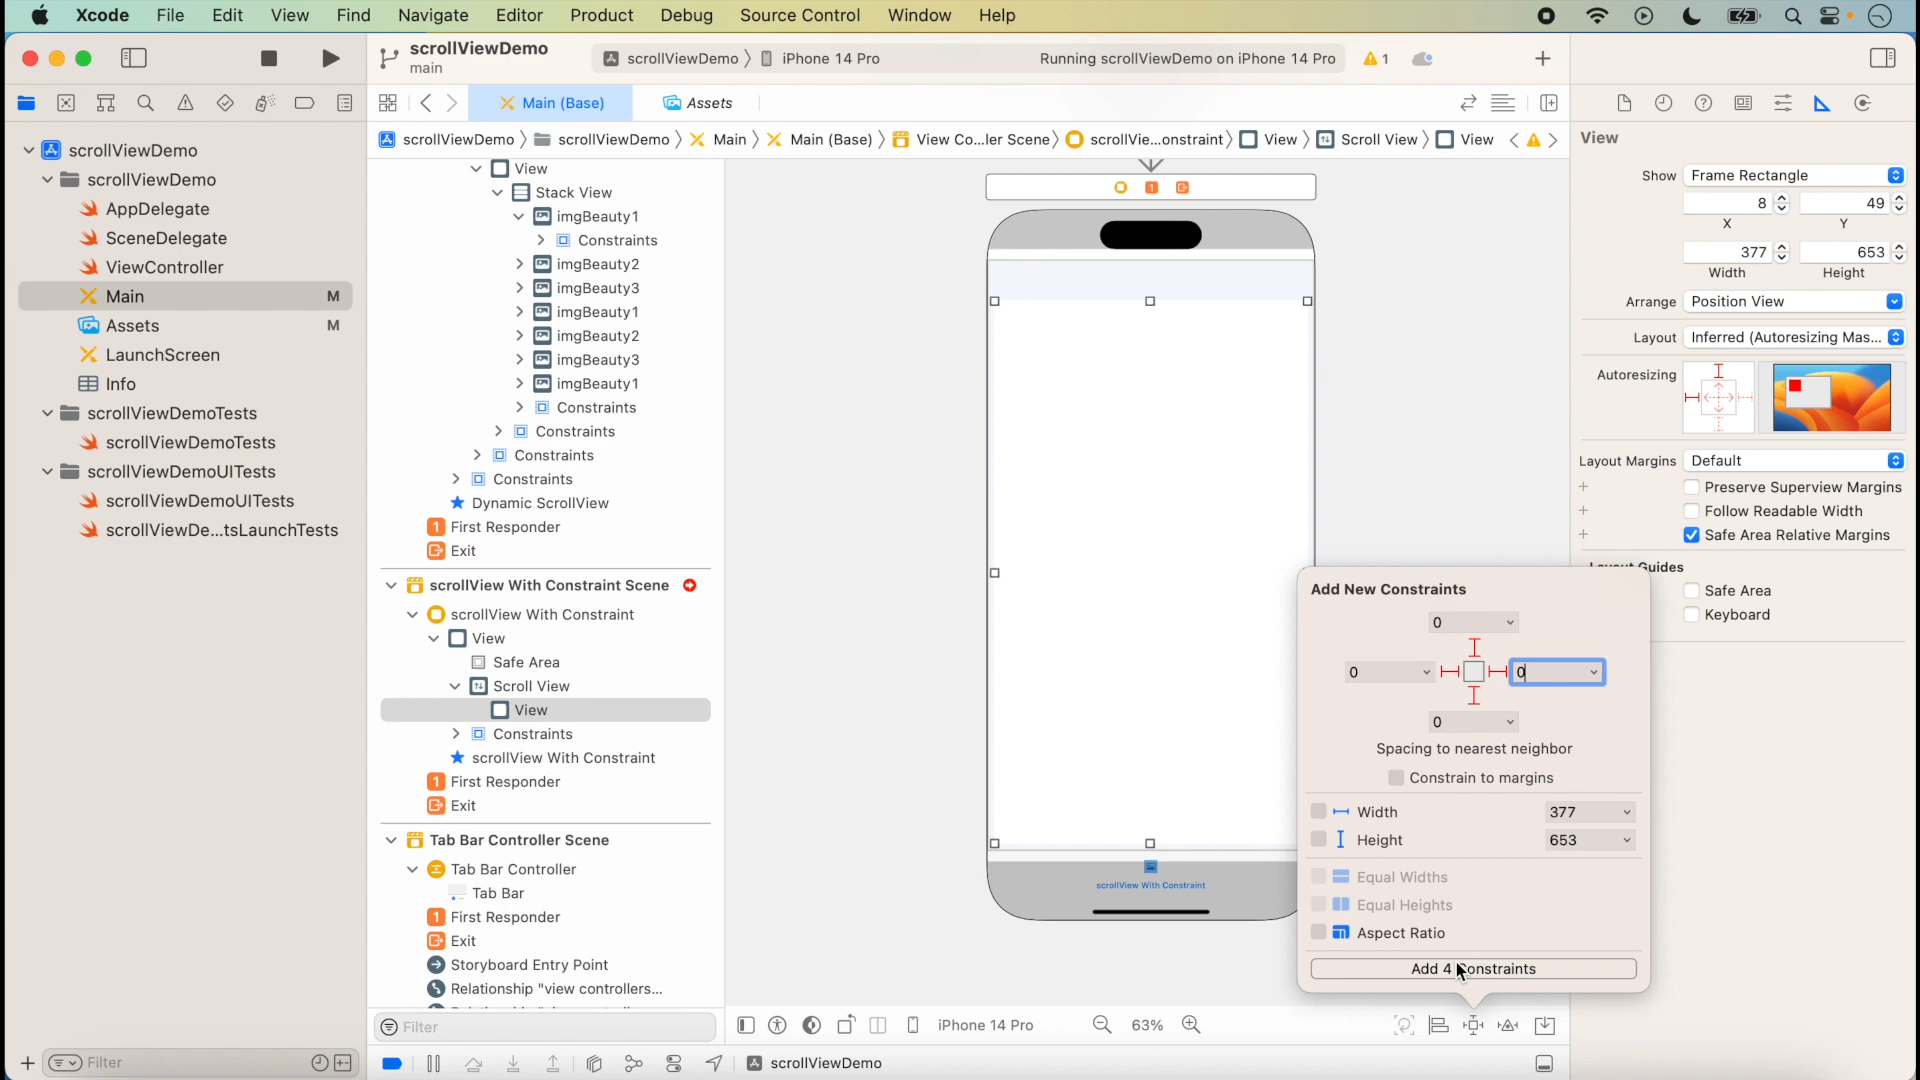 Xcode File Edit View Find Navigate Editor Product Debug Source Control Window Help
scrollViewDemo
main
scrollViewDemo iPhone 14 Pro
Running scrollViewDemo on iPhone 14 Pro
1
Main (Base)
Assets
scrollViewDemo scrollViewDemo Main Main (Base) View Co...ler Scene scrollVie...onstraint View Scroll View View
scrollViewDemo
scrollViewDemo
AppDelegate
SceneDelegate
ViewController
Main M
Assets M
LaunchScreen
Info
scrollViewDemoTests
scrollViewDemoTests
scrollViewDemoUITests
scrollViewDemoUITests
scrollViewDe...tsLaunchTests
Filter
View
Stack View
imgBeauty1
Constraints
imgBeauty2
imgBeauty3
imgBeauty1
imgBeauty2
imgBeauty3
imgBeauty1
Constraints
Constraints
Constraints
Constraints
Dynamic ScrollView
1 First Responder
Exit
scrollView With Constraint Scene
scrollView With Constraint
View
Safe Area
Scroll View
View
Constraints
scrollView With Constraint
1 First Responder
Exit
Tab Bar Controller Scene
Tab Bar Controller
Tab Bar
1 First Responder
Exit
Storyboard Entry Point
Relationship "view controllers...
Filter
1
scrollView With Constraint
iPhone 14 Pro
63%
scrollViewDemo
View
Show Frame Rectangle
8 49
X Y
377 653
Width Height
Arrange Position View
Layout Inferred (Autoresizing Mas...
Autoresizing
Layout Margins Default
Preserve Superview Margins
Follow Readable Width
Safe Area Relative Margins
Guides
Safe Area
Keyboard
Add New Constraints
0
0 0
0
Spacing to nearest neighbor
Constrain to margins
Width 377
Height 653
Equal Widths
Equal Heights
Aspect Ratio
Add 4 Constraints